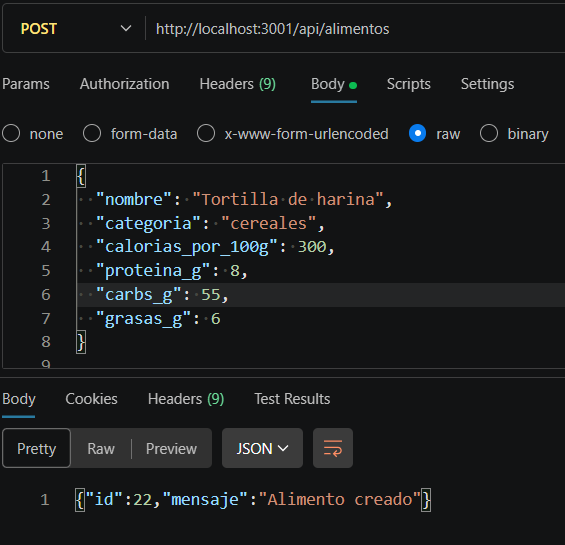 POST http://localhost:3001/api/alimentos
Params Authorization Headers (9) Body Scripts Settings
none form-data x-www-form-urlencoded raw binary
1 {
2 "nombre": "Tortilla de harina",
3 "categoria": "cereales",
4 "calorias_por_100g": 300,
5 "proteina_g": 8,
6 "carbs_g": 55,
7 "grasas_g": 6
8 }
9
Body Cookies Headers (9) Test Results
Pretty Raw Preview JSON
1 {"id":22,"mensaje":"Alimento creado"}